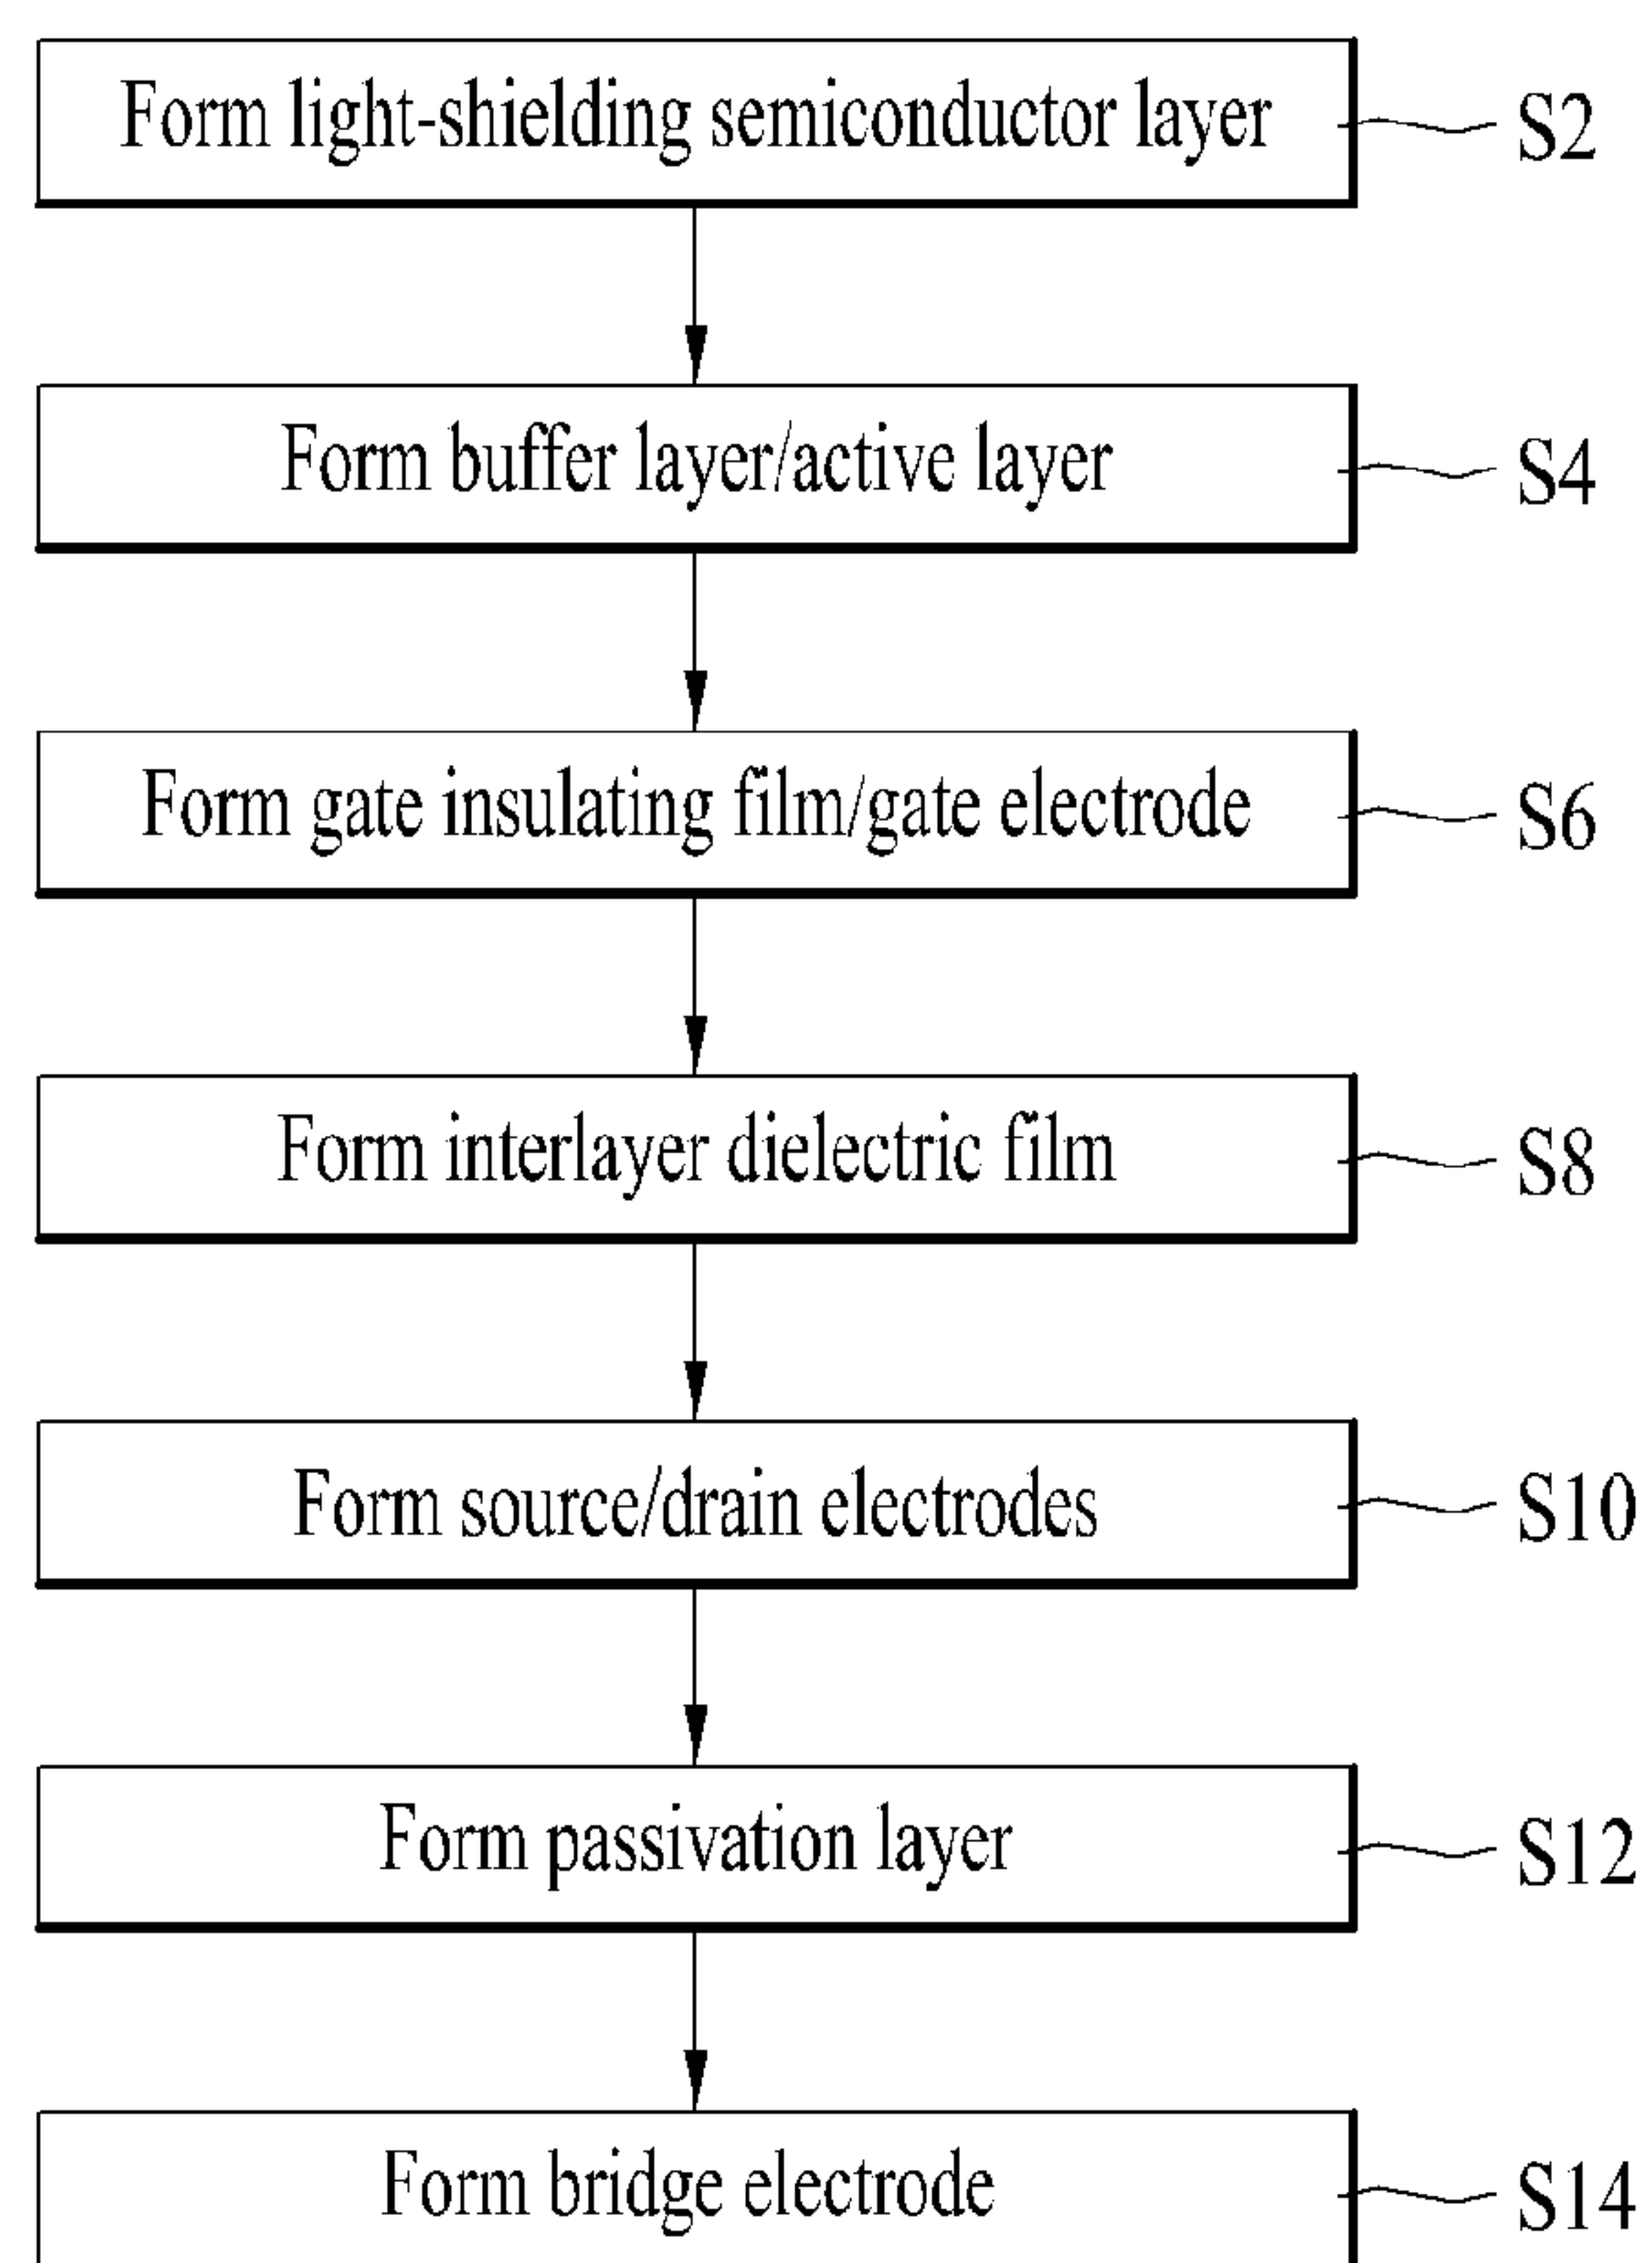 Form light-shielding semiconductor layer S2
Form buffer layer/active layer S4
Form gate insulating film/gate electrode S6
Form interlayer dielectric film S8
Form source/drain electrodes S10
Form passivation layer S12
Form bridge electrode S14